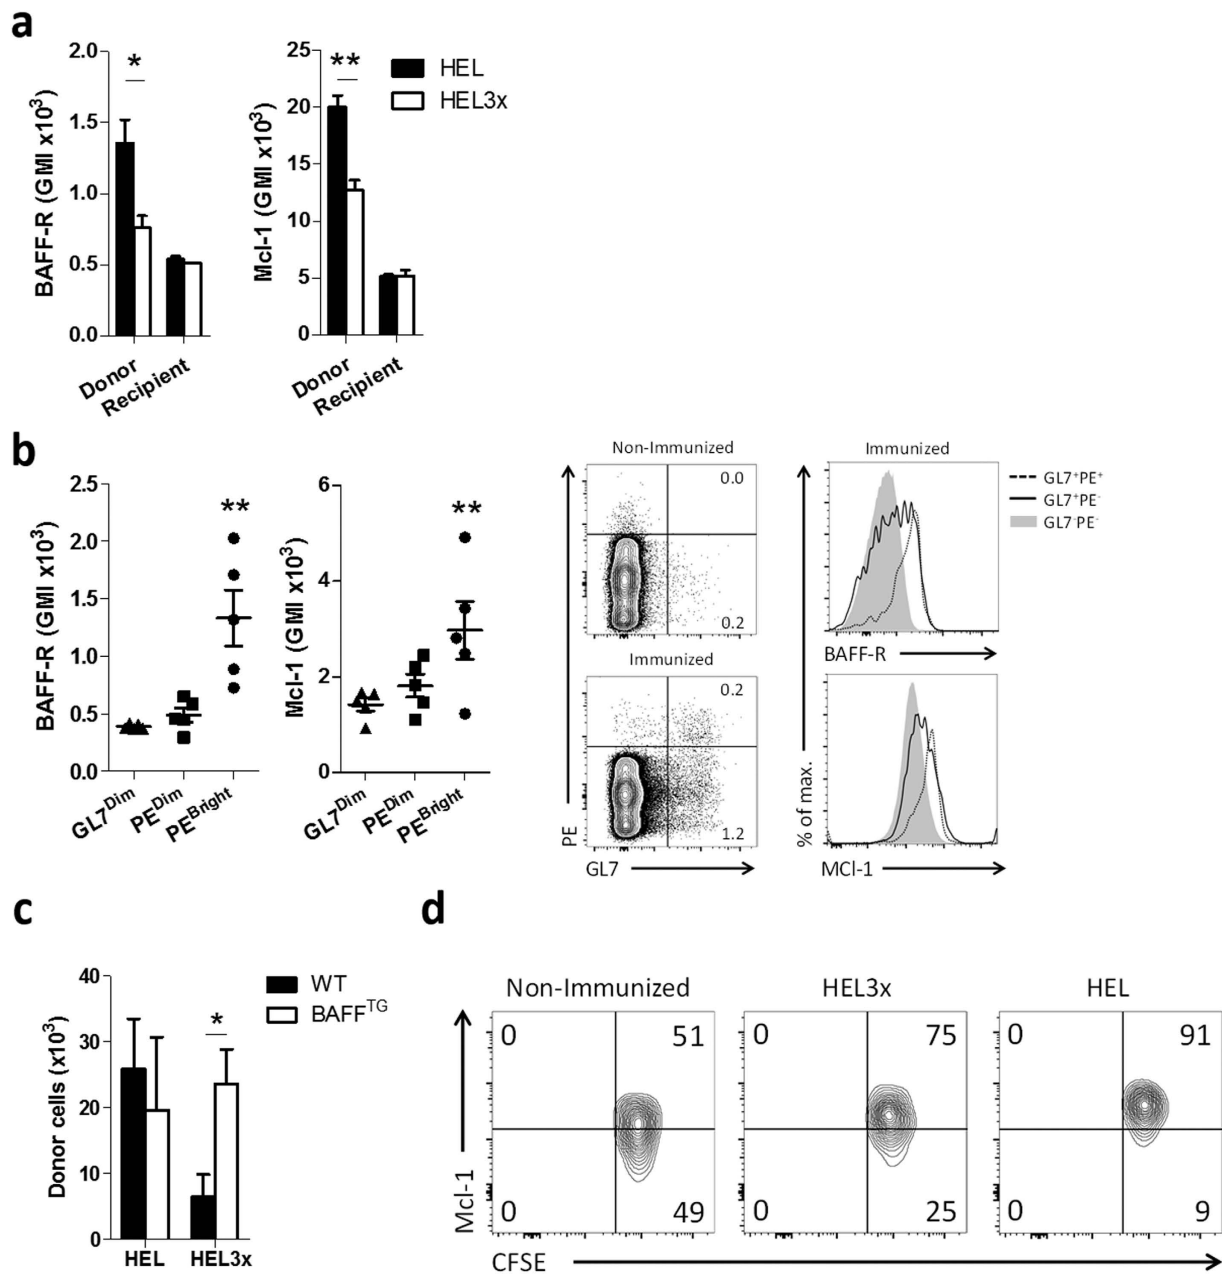 a
2.0
1.5
1.0
0.5
0.0
BAFF-R (GMI x10³)
*
Donor
Recipient
25
20
15
10
5
0
Mcl-1 (GMI x10³)
**
Donor
Recipient
HEL
HEL3x
b
2.5
2.0
1.5
1.0
0.5
0.0
BAFF-R (GMI x10³)
**
GL7Dim
PEDim
PEBright
6
4
2
0
Mcl-1 (GMI x10³)
**
GL7Dim
PEDim
PEBright
Non-Immunized
0.0
0.2
Immunized
0.2
1.2
PE
GL7
Immunized
BAFF-R
% of max.
MCl-1
GL7⁺PE⁺
GL7⁺PE⁻
GL7⁻PE⁻
c
40
30
20
10
0
Donor cells (x10³)
*
HEL
HEL3x
WT
BAFFTG
d
Non-Immunized
0 51
0 49
HEL3x
0 75
0 25
HEL
0 91
0 9
Mcl-1
CFSE